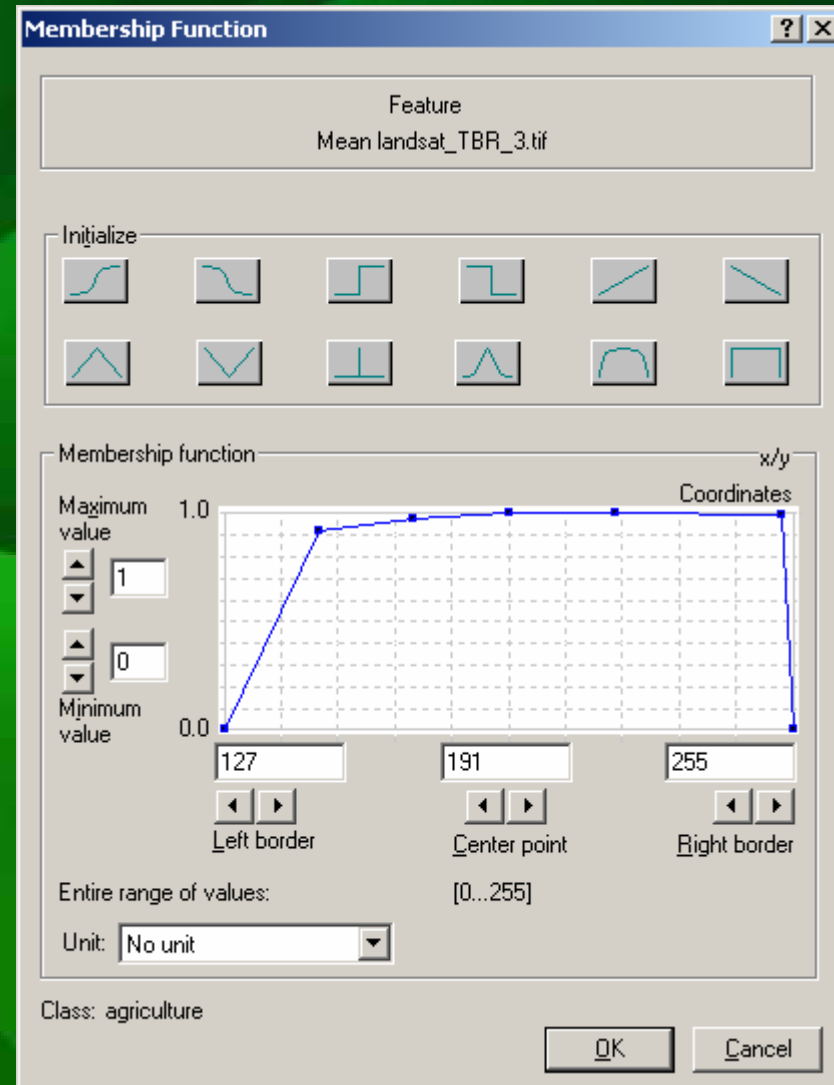 Membership Function
Feature
Mean landsat_TBR_3.tif
Initialize
Membership function
x/y
Coordinates
Maximum
value
1.0
1
0
Minimum
value
0.0
127 191 255
Left border Center point Right border
Entire range of values: [0...255]
Unit: No unit
Class: agriculture
OK Cancel